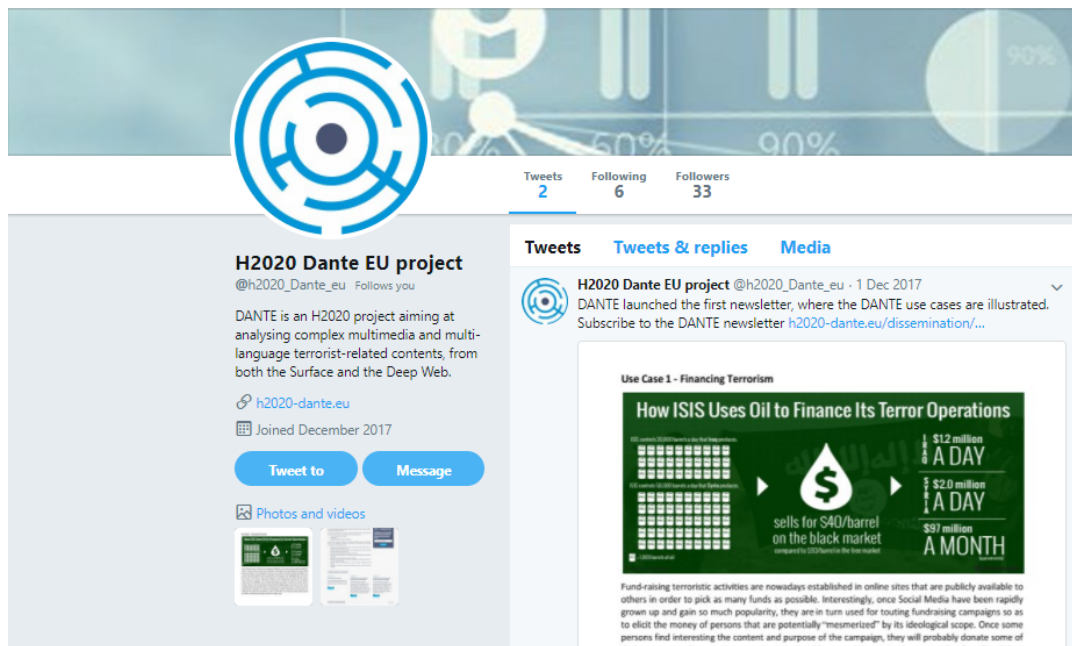 90%
30% 60% 90%
Tweets Following Followers
2 6 33
Tweets Tweets & replies Media
H2020 Dante EU project
@h2020_Dante_eu Follows you
DANTE is an H2020 project aiming at
analysing complex multimedia and multi-
language terrorist-related contents, from
both the Surface and the Deep Web.
h2020-dante.eu
Joined December 2017
Tweet to Message
Photos and videos
H2020 Dante EU project @h2020_Dante_eu · 1 Dec 2017
DANTE launched the first newsletter, where the DANTE use cases are illustrated.
Subscribe to the DANTE newsletter h2020-dante.eu/dissemination/...
Use Case 1 - Financing Terrorism
How ISIS Uses Oil to Finance Its Terror Operations
$
sells for $40/barrel
on the black market
IRAQ
$1.2 million
A DAY
SYRIA
$2.0 million
A DAY
$97 million
A MONTH
Fund-raising terroristic activities are nowadays established in online sites that are publicly available to
others in order to pick as many funds as possible. Interestingly, once Social Media have been rapidly
grown up and gain so much popularity, they are in turn used for touting fundraising campaigns so as
to elicit the money of persons that are potentially “mesmerized” by its ideological scope. Once some
persons find interesting the content and purpose of the campaign, they will probably donate some of